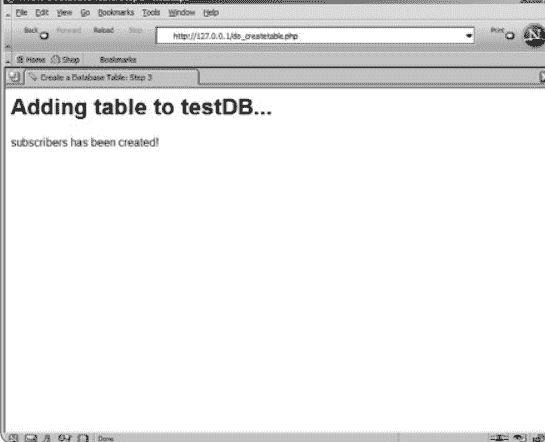 File Edit View Go Bookmarks Tools Window Help
Back Forward Reload Stop http://127.0.0.1/do_createtable.php Print
Home Shop Bookmarks
Create a Database Table: Step 3
Adding table to testDB...
subscribers has been created!
Done